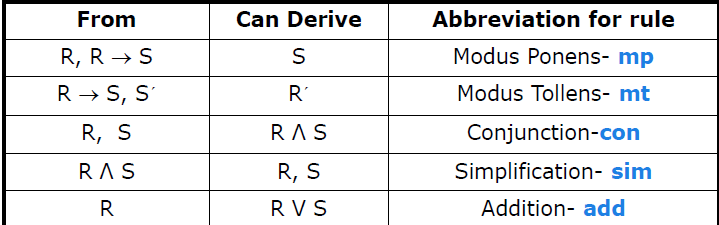 From Can Derive Abbreviation for rule
R, R → S S Modus Ponens- mp
R → S, S′ R′ Modus Tollens- mt
R, S R Λ S Conjunction-con
R Λ S R, S Simplification- sim
R R V S Addition- add